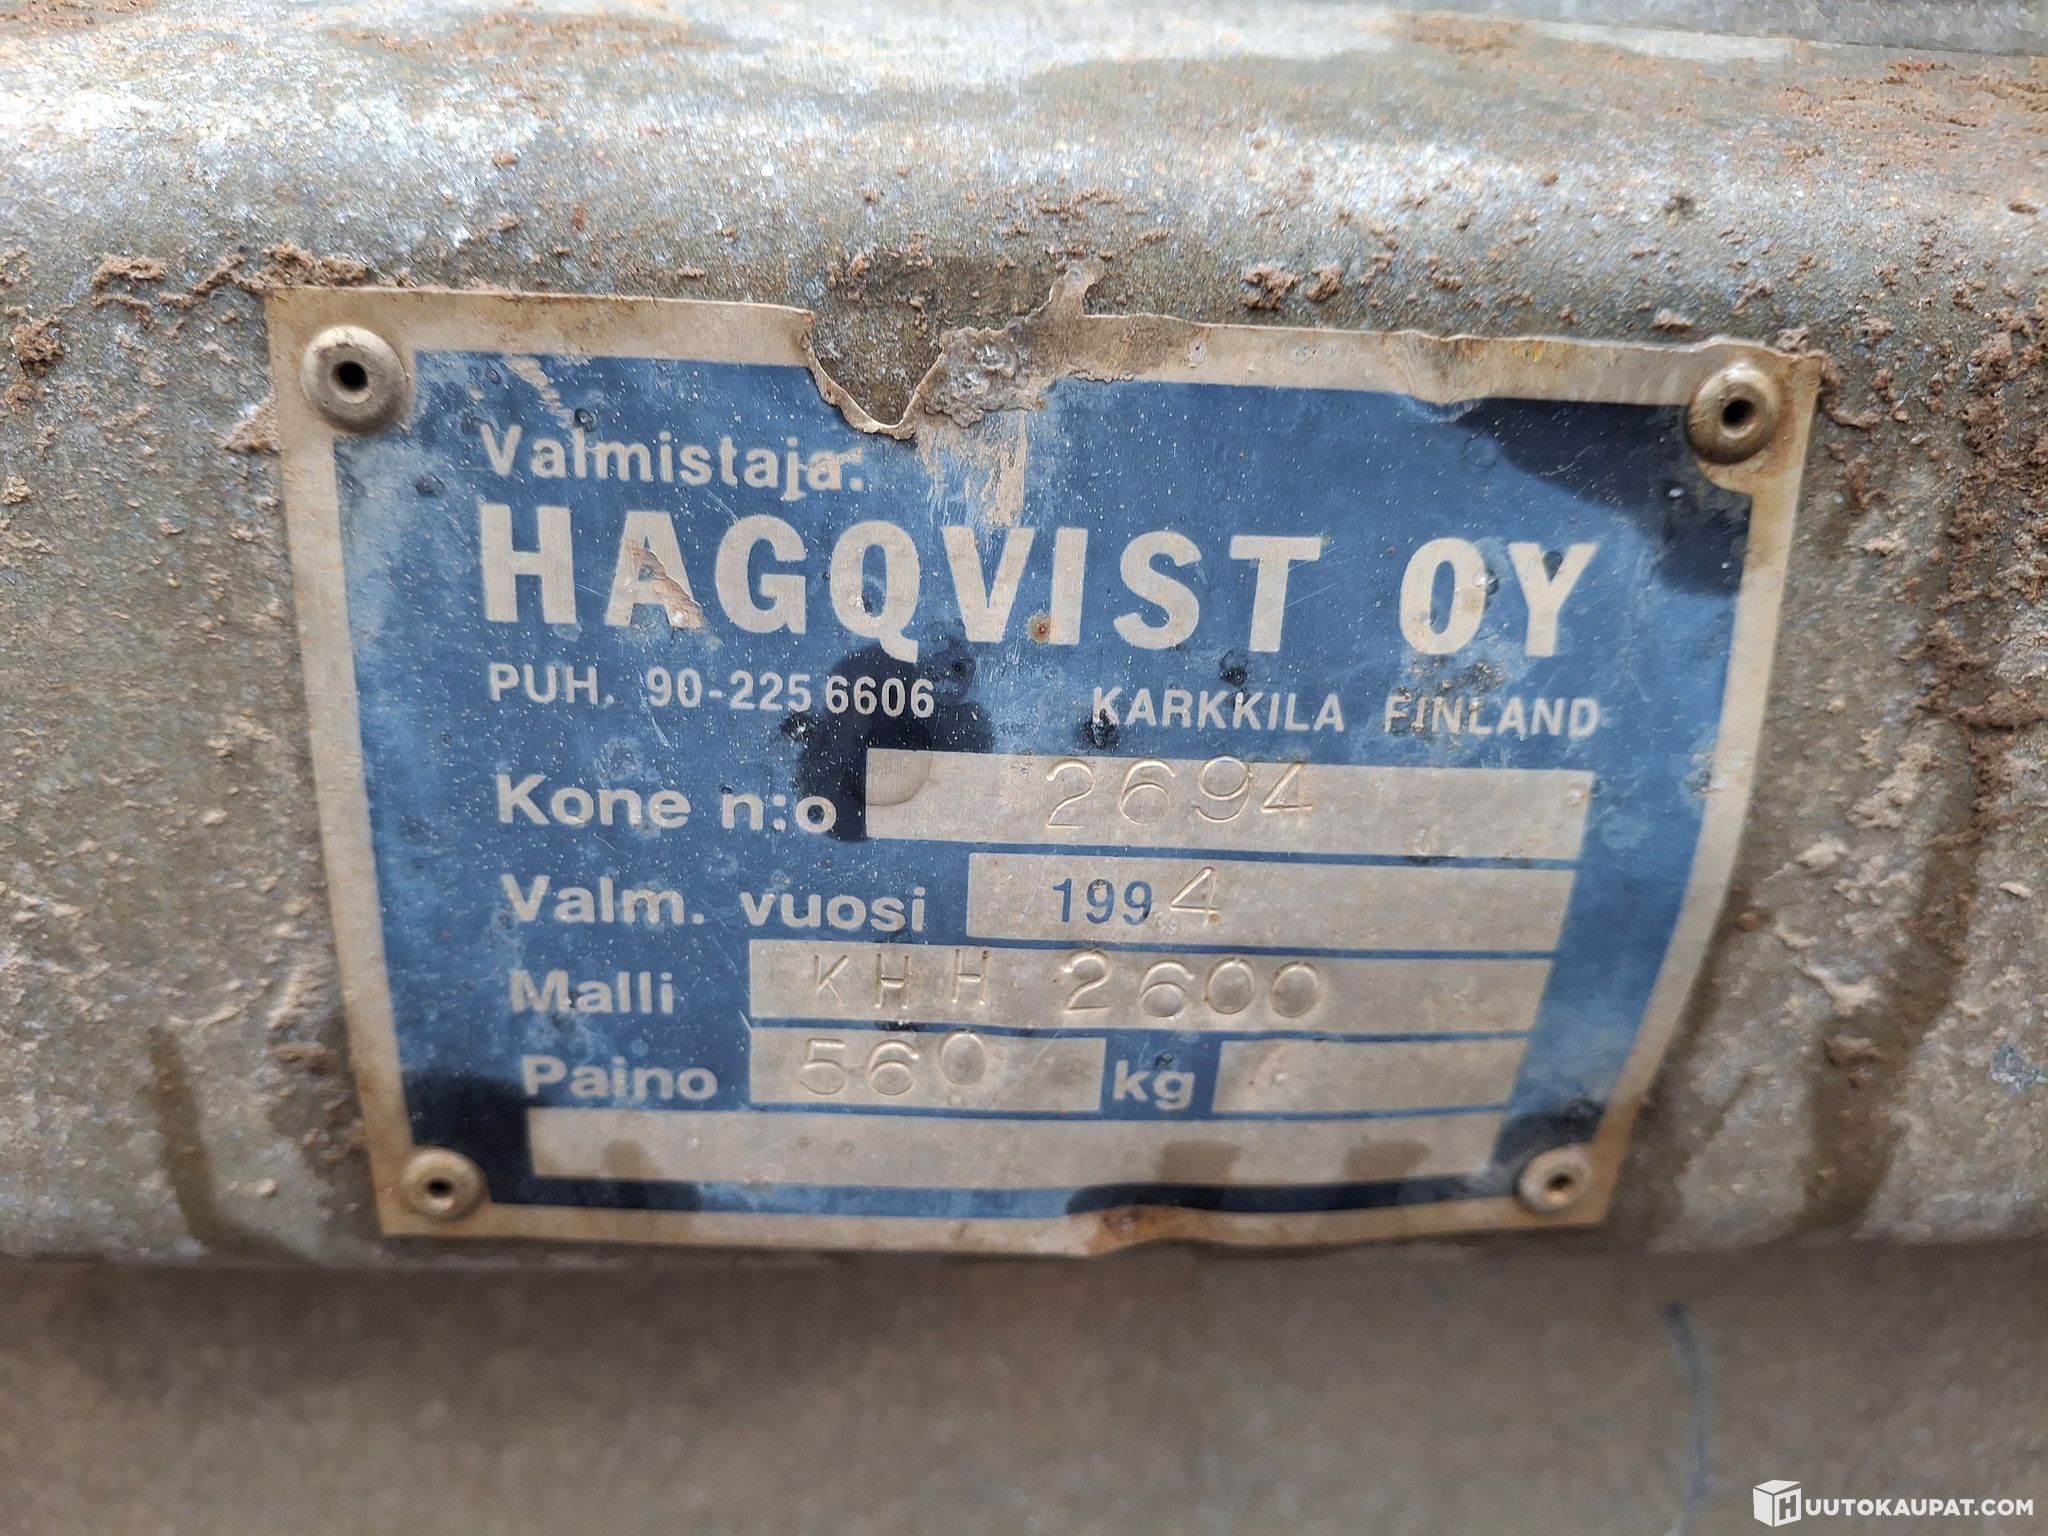 Valmistaja:
HAGQVIST OY
PUH. 90-225 6606 KARKKILA FINLAND
Kone n:o 2694
Valm. vuosi 1994
Malli KHH 2600
Paino 560 kg
HUUTOKAUPAT.COM